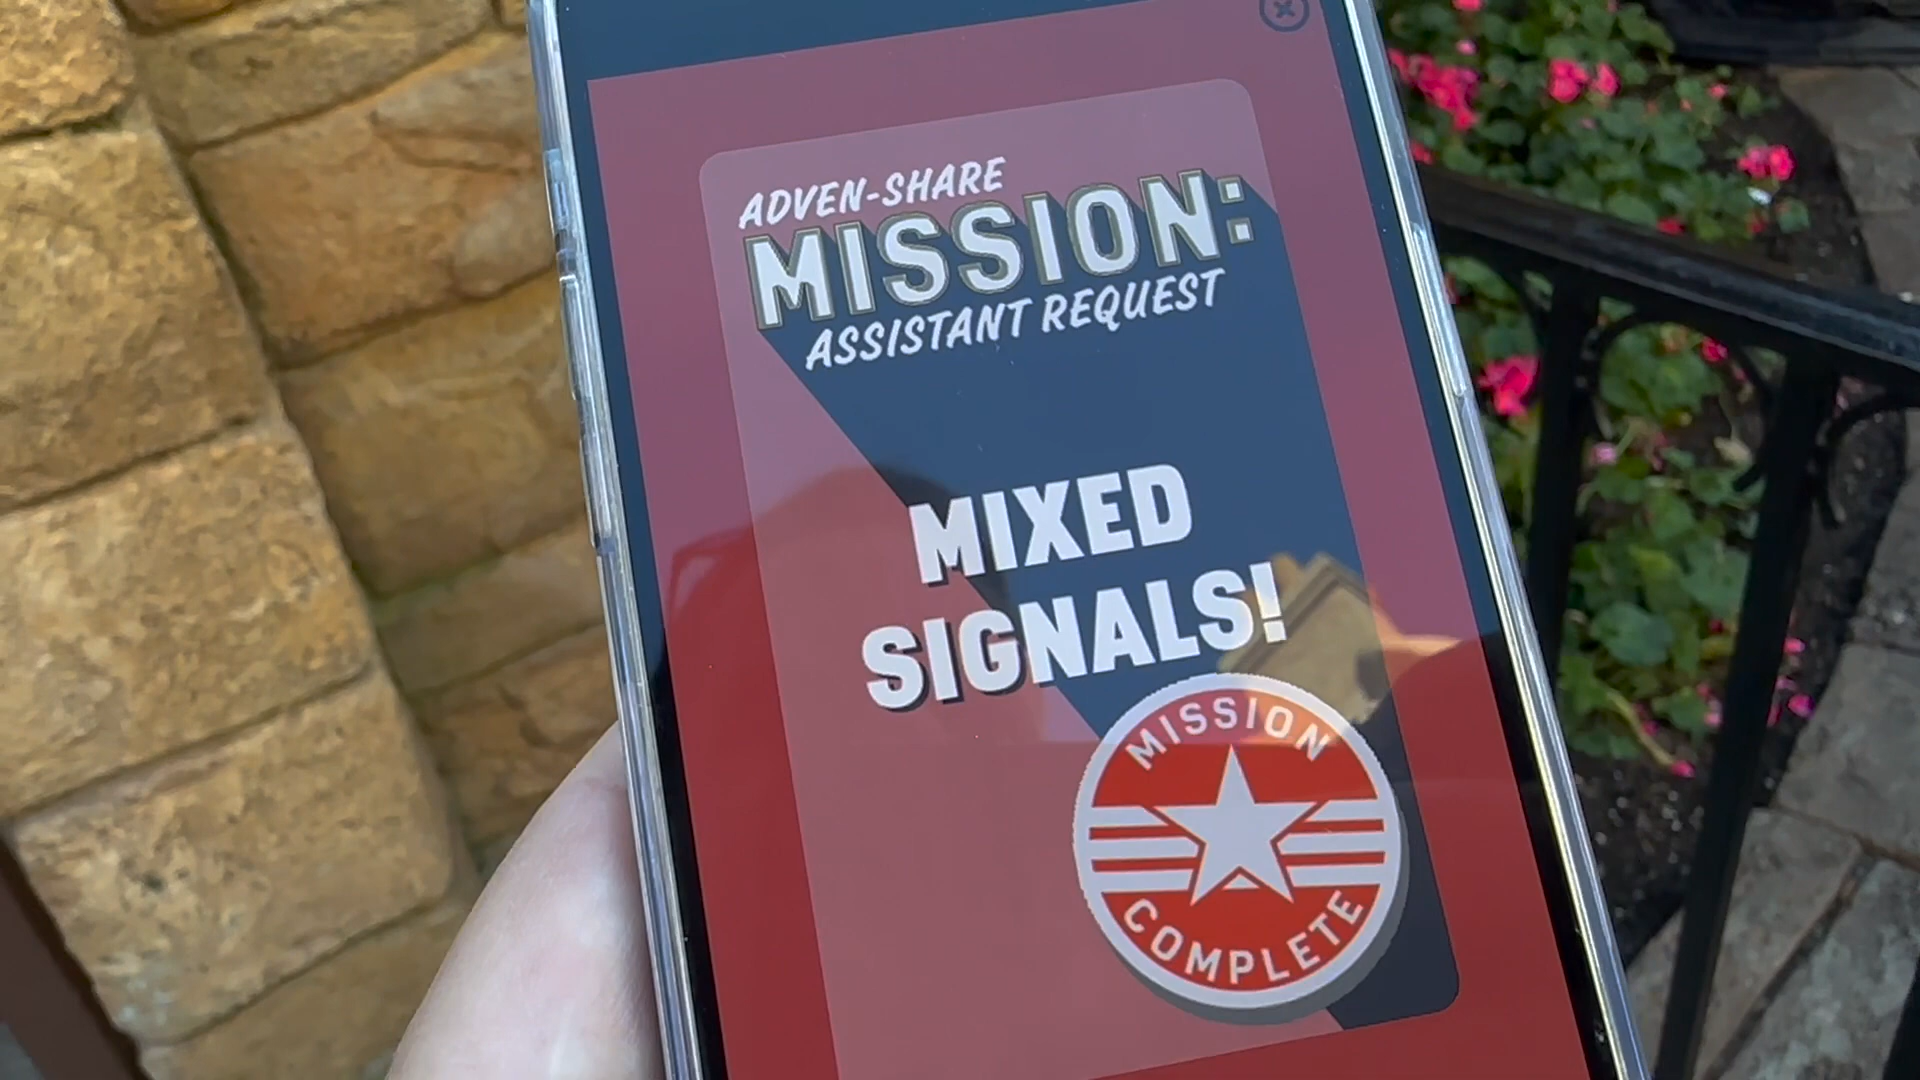 ADVEN-SHARE
MISSION:
ASSISTANT REQUEST
MIXED
SIGNALS!
MISSION
COMPLETE